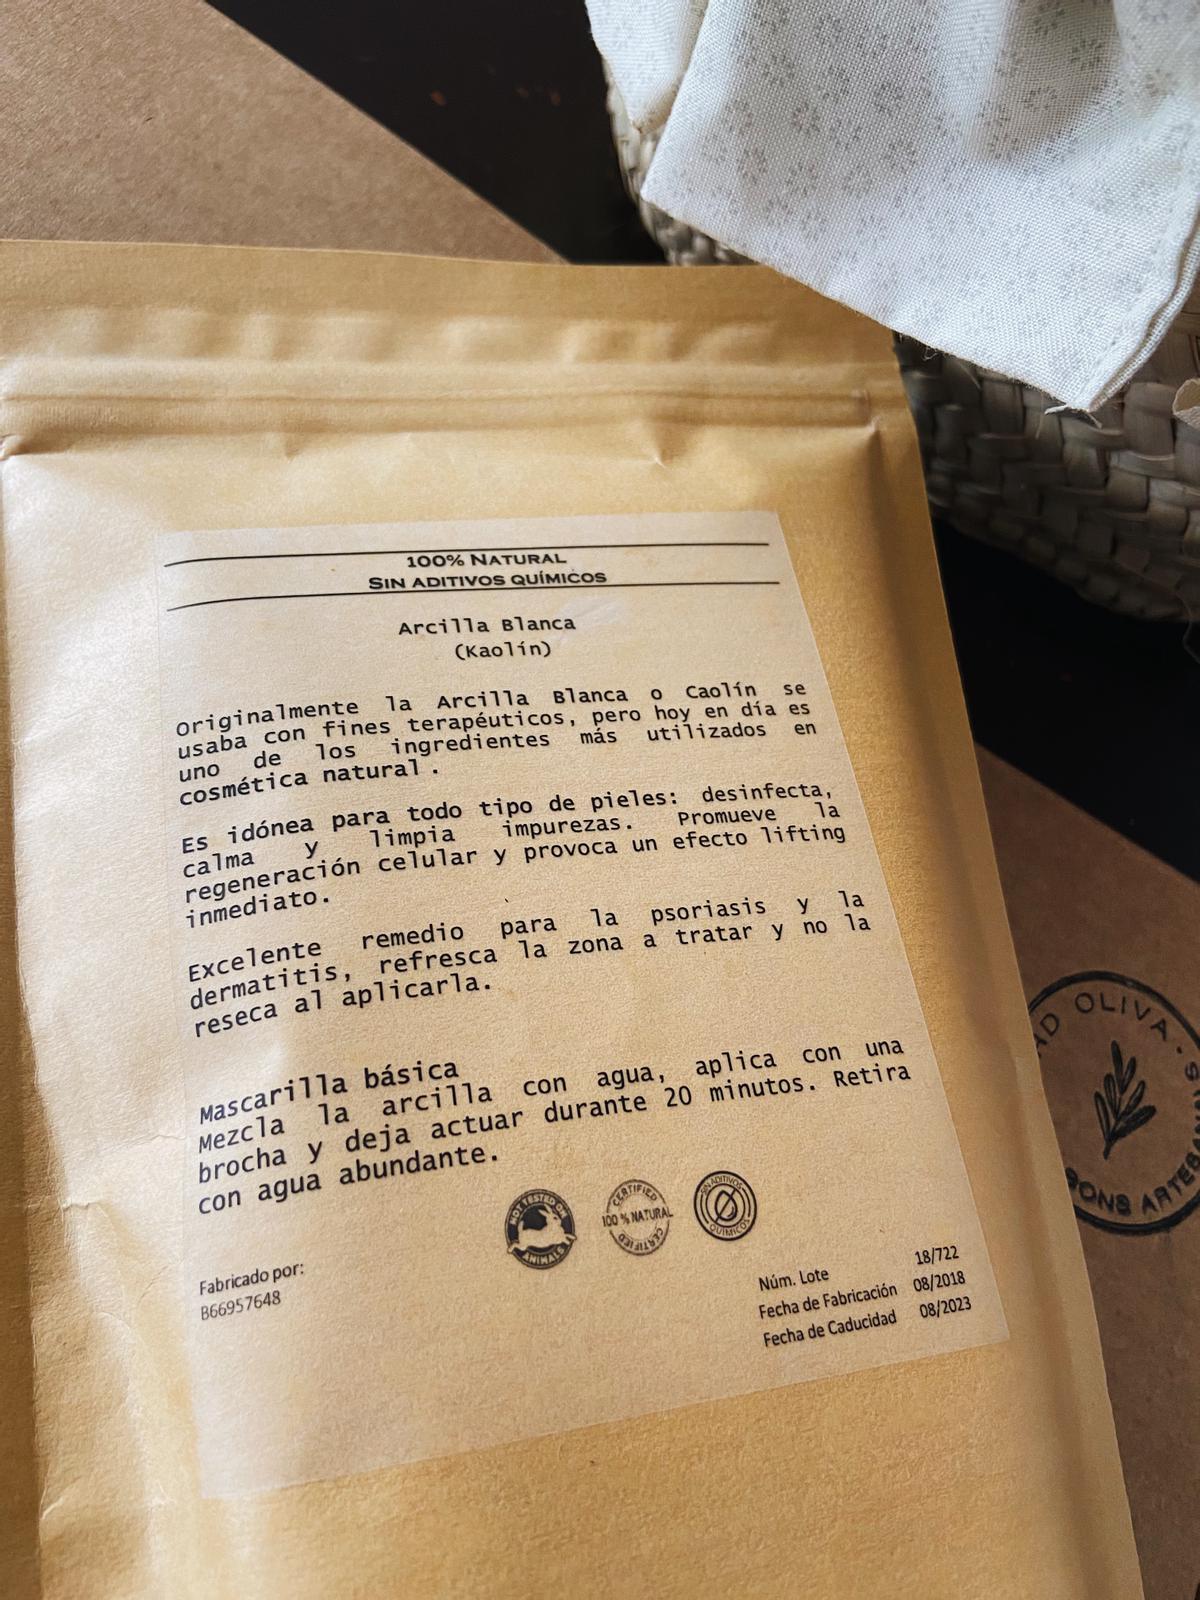 100% NATURAL
SIN ADITIVOS QUÍMICOS
Arcilla Blanca
(Kaolín)
Originalmente la Arcilla Blanca o Caolín se
usaba con fines terapéuticos, pero hoy en día es
uno de los ingredientes más utilizados en
cosmética natural.
Es idónea para todo tipo de pieles: desinfecta,
calma y limpia impurezas. Promueve la
regeneración celular y provoca un efecto lifting
inmediato.
Excelente remedio para la psoriasis y la
dermatitis, refresca la zona a tratar y no la
reseca al aplicarla.
Mascarilla básica
Mezcla la arcilla con agua, aplica con una
brocha y deja actuar durante 20 minutos. Retira
con agua abundante.
NOT TESTED ON
ANIMALS
CERTIFIED
100 % NATURAL
CERTIFIED
SIN ADITIVOS
QUÍMICOS
Fabricado por:
B66957648
Núm. Lote 18/722
Fecha de Fabricación 08/2018
Fecha de Caducidad 08/2023
OLIVA · S